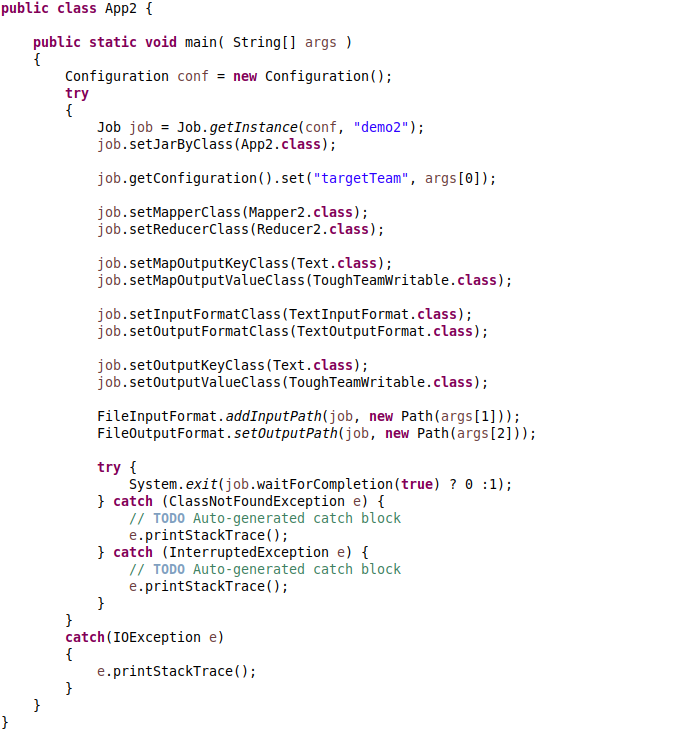 public class App2 {
public static void main( String[] args )
{
Configuration conf = new Configuration();
try
{
Job job = Job.getInstance(conf, "demo2");
job.setJarByClass(App2.class);
job.getConfiguration().set("targetTeam", args[0]);
job.setMapperClass(Mapper2.class);
job.setReducerClass(Reducer2.class);
job.setMapOutputKeyClass(Text.class);
job.setMapOutputValueClass(ToughTeamWritable.class);
job.setInputFormatClass(TextInputFormat.class);
job.setOutputFormatClass(TextOutputFormat.class);
job.setOutputKeyClass(Text.class);
job.setOutputValueClass(ToughTeamWritable.class);
FileInputFormat.addInputPath(job, new Path(args[1]));
FileOutputFormat.setOutputPath(job, new Path(args[2]));
try {
System.exit(job.waitForCompletion(true) ? 0 :1);
} catch (ClassNotFoundException e) {
// TODO Auto-generated catch block
e.printStackTrace();
} catch (InterruptedException e) {
// TODO Auto-generated catch block
e.printStackTrace();
}
}
catch(IOException e)
{
e.printStackTrace();
}
}
}